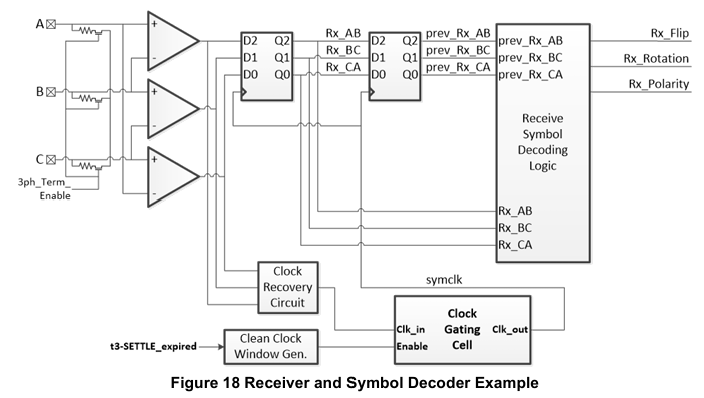 A
B
C
3ph_Term_
Enable
+
-
+
-
+
-
D2 Q2
D1 Q1
D0 Q0
Rx_AB
Rx_BC
Rx_CA
D2 Q2
D1 Q1
D0 Q0
prev_Rx_AB
prev_Rx_BC
prev_Rx_CA
prev_Rx_AB
prev_Rx_BC
prev_Rx_CA
Receive
Symbol
Decoding
Logic
Rx_AB
Rx_BC
Rx_CA
Rx_Flip
Rx_Rotation
Rx_Polarity
Clock
Recovery
Circuit
symclk
Clock
Gating
Cell
Clk_in
Enable
Clk_out
t3-SETTLE_expired
Clean Clock
Window Gen.
Figure 18 Receiver and Symbol Decoder Example